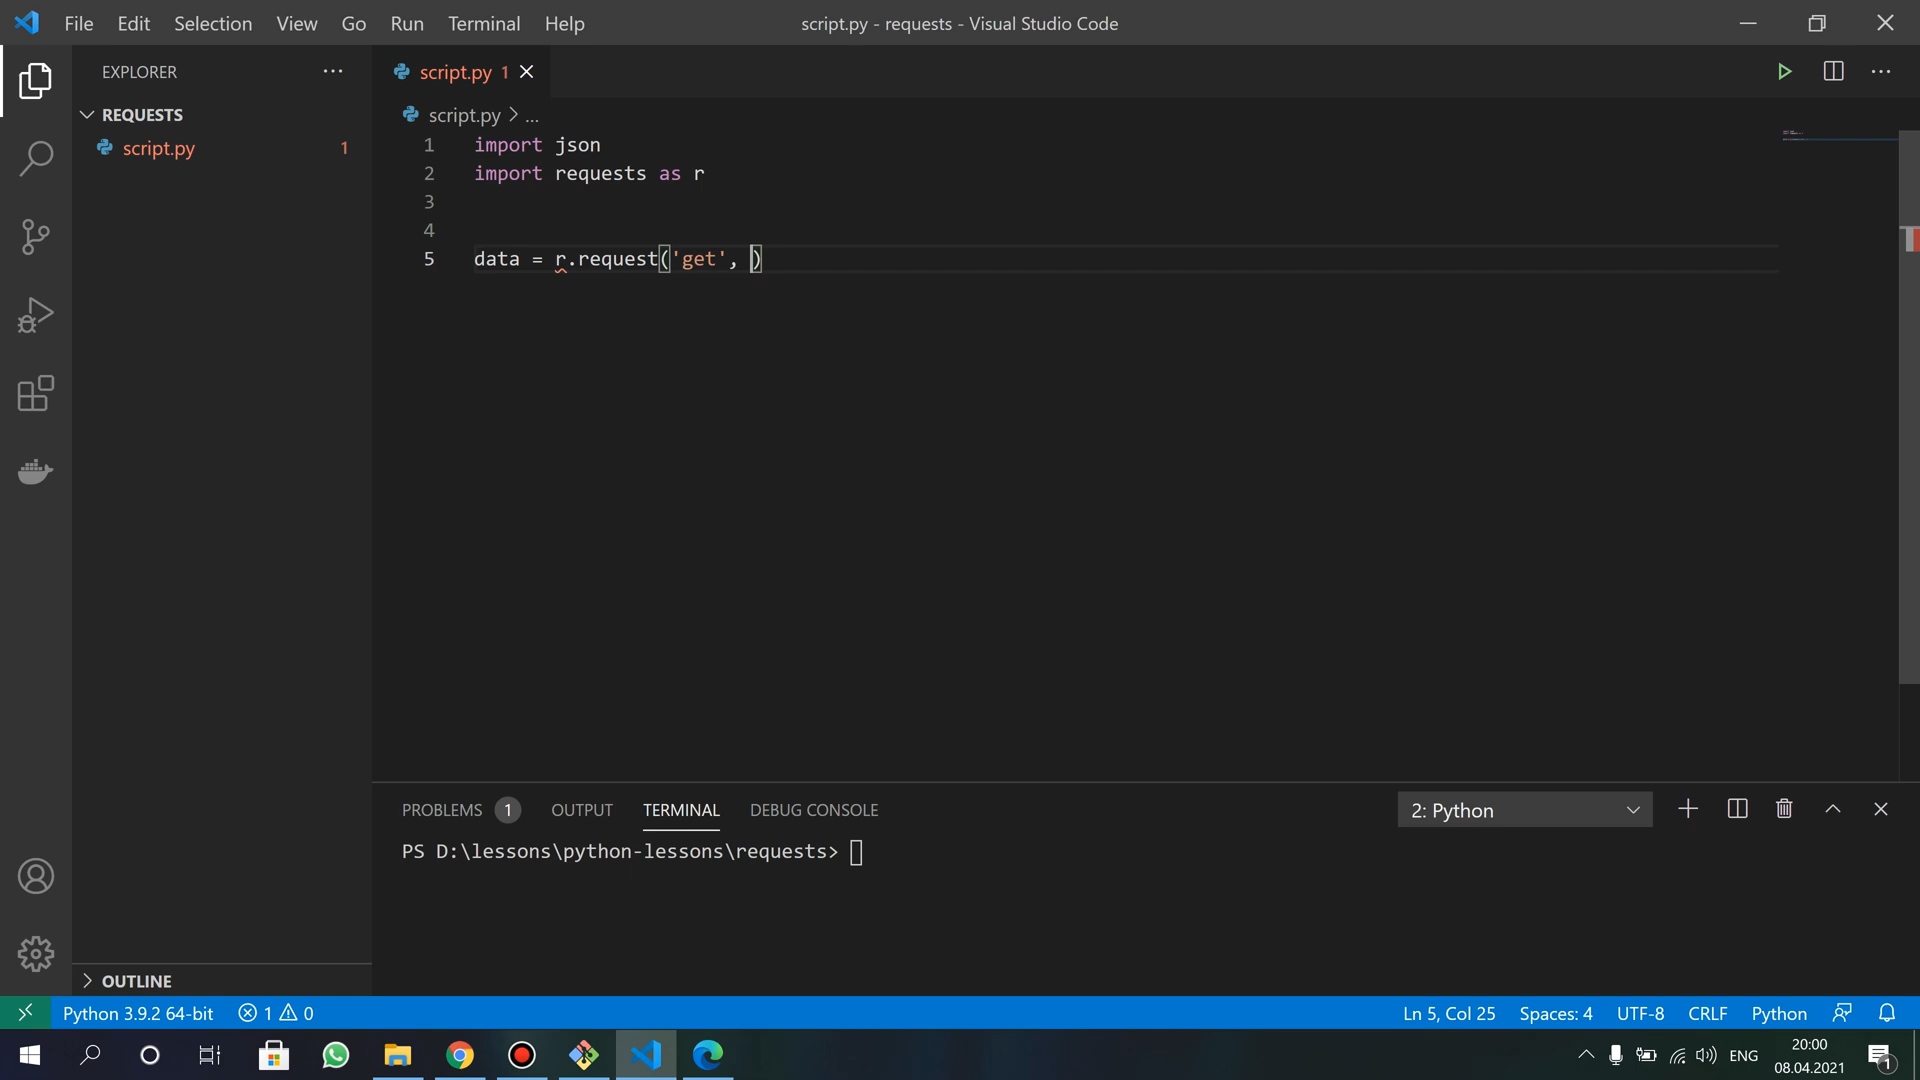 File Edit Selection View Go Run Terminal Help
script.py - requests - Visual Studio Code
EXPLORER
REQUESTS
script.py 1
script.py 1
script.py > ...
1 import json
2 import requests as r
3
4
5 data = r.request('get', )
PROBLEMS 1 OUTPUT TERMINAL DEBUG CONSOLE
2: Python
PS D:\lessons\python-lessons\requests>
OUTLINE
Python 3.9.2 64-bit 1 0
Ln 5, Col 25 Spaces: 4 UTF-8 CRLF Python
ENG
20:00
08.04.2021
1